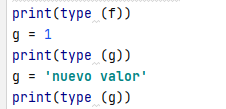 print(type (f))
g = 1
print(type (g))
g = 'nuevo valor'
print(type (g))